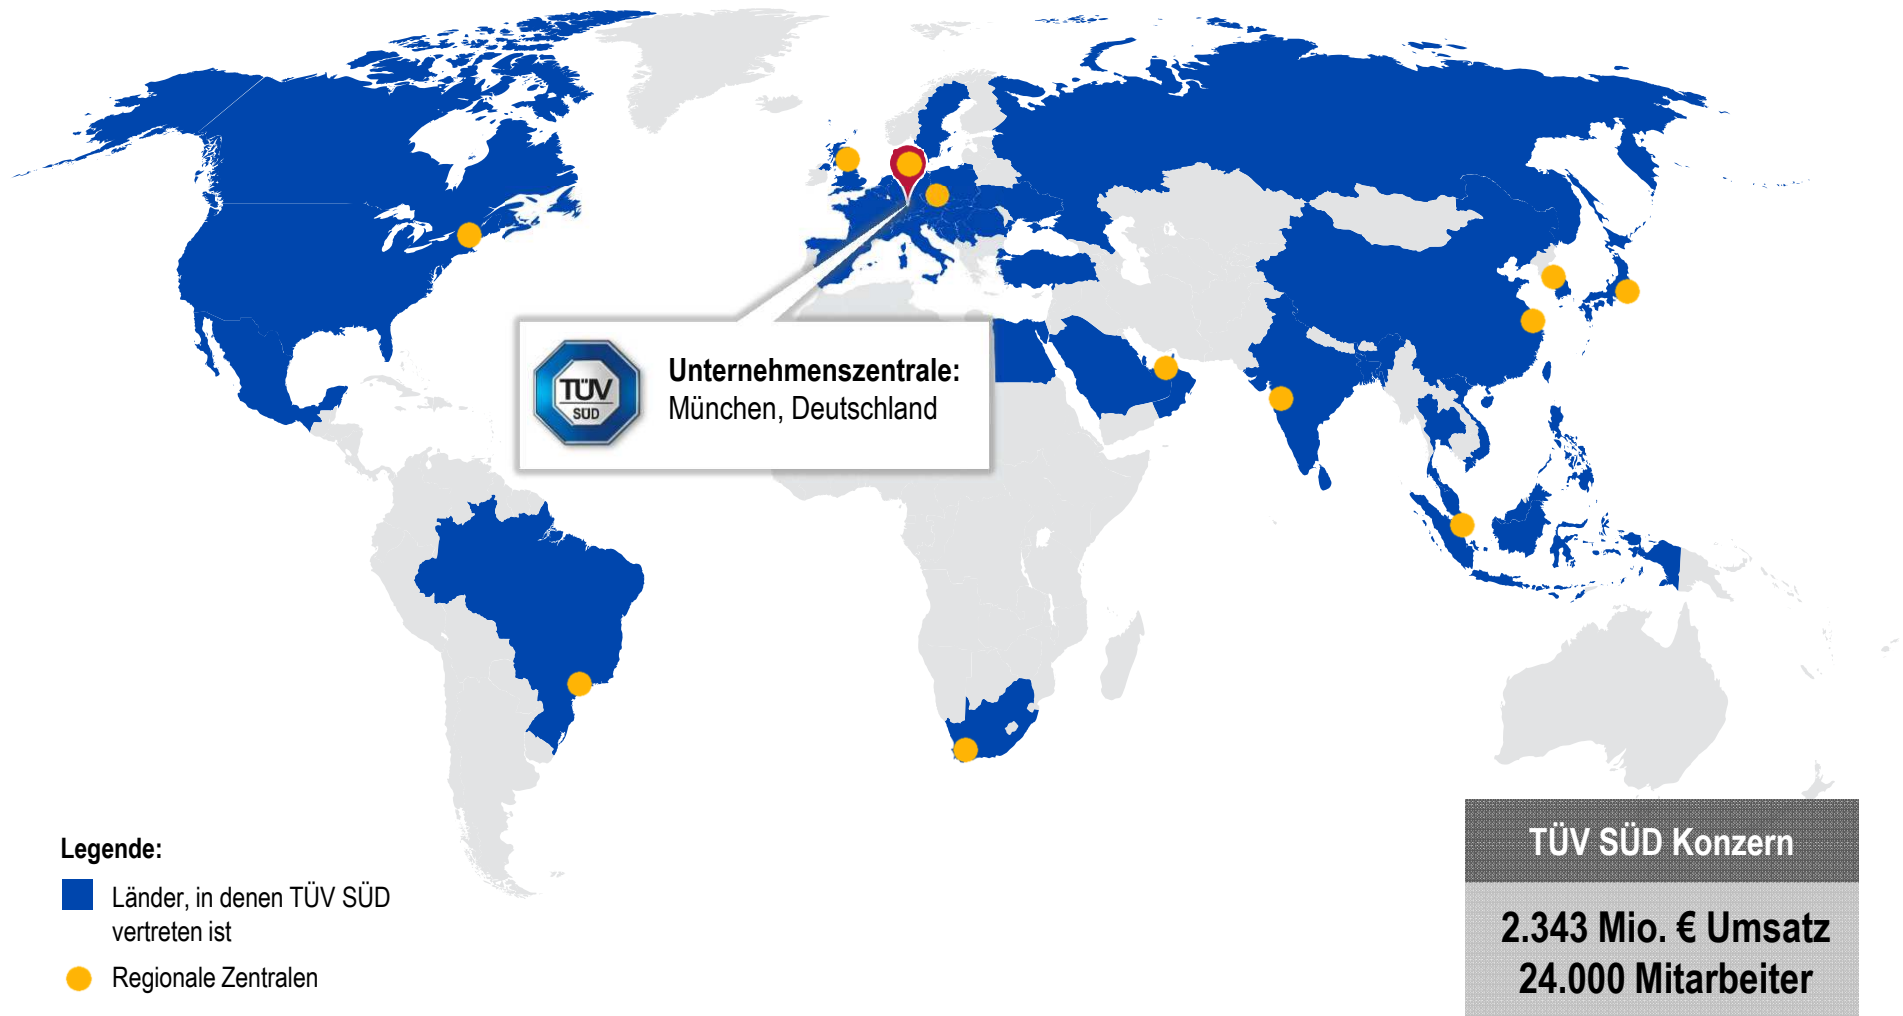 TÜV
SÜD
Unternehmenszentrale:
München, Deutschland
Legende:
Länder, in denen TÜV SÜD
vertreten ist
Regionale Zentralen
TÜV SÜD Konzern
2.343 Mio. € Umsatz
24.000 Mitarbeiter